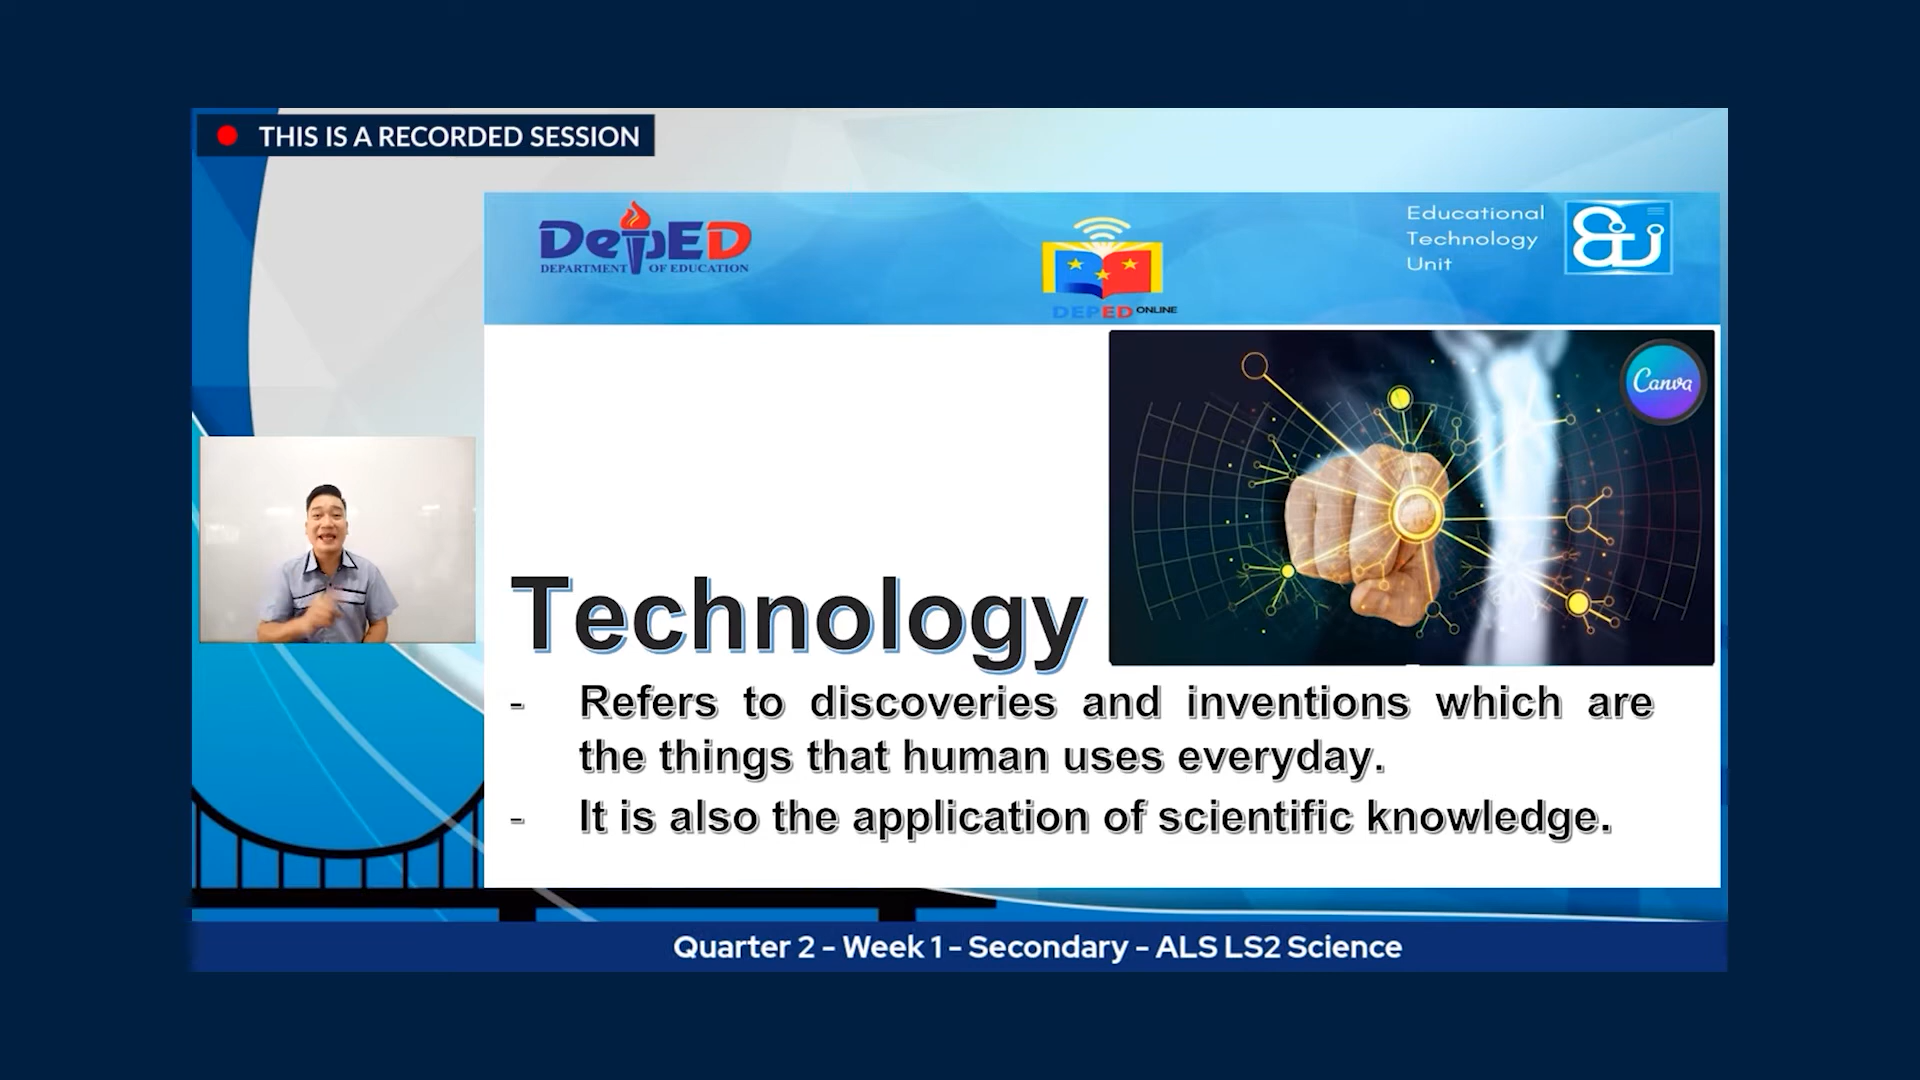 THIS IS A RECORDED SESSION
DepED
DEPARTMENT OF EDUCATION
DEPED ONLINE
Educational
Technology
Unit
Canva
Technology
- Refers to discoveries and inventions which are
the things that human uses everyday.
- It is also the application of scientific knowledge.
Quarter 2 - Week 1 - Secondary - ALS LS2 Science